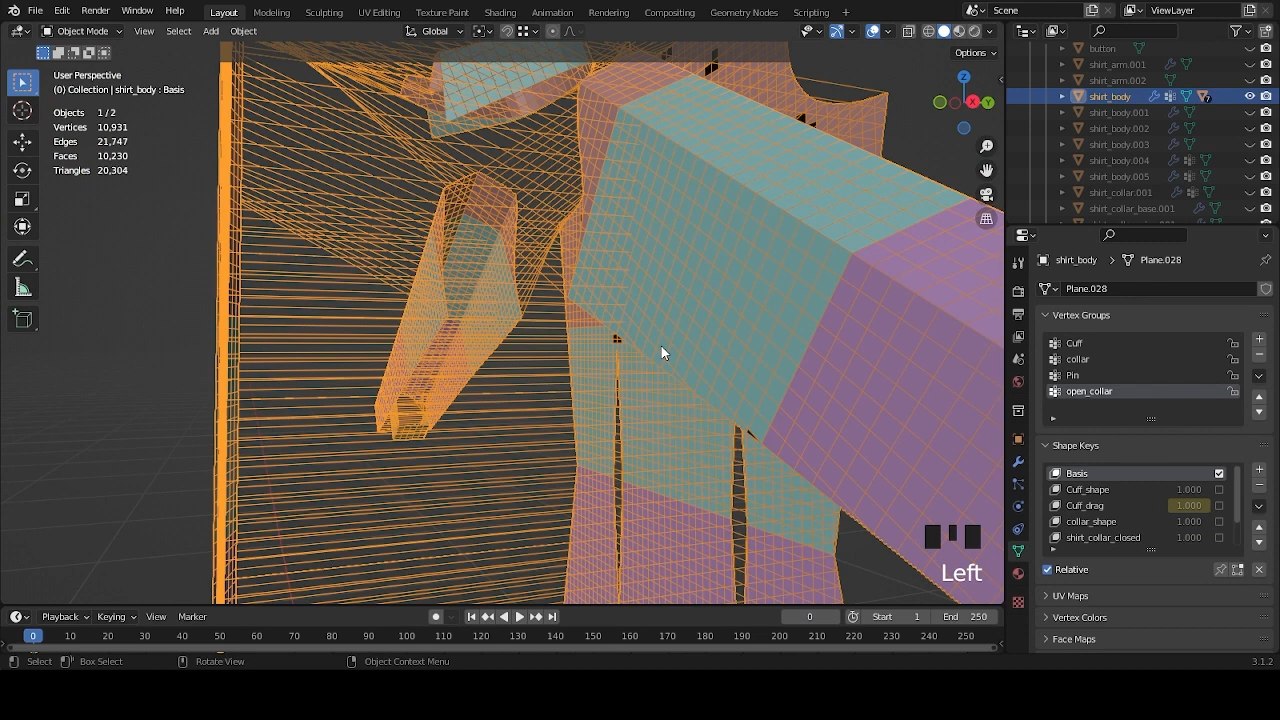 File Edit Render Window Help Layout Modeling Sculpting UV Editing Texture Paint Shading Animation Rendering Compositing Geometry Nodes Scripting + Scene ViewLayer
Object Mode View Select Add Object Global
Options
User Perspective
(0) Collection | shirt_body : Basis
Objects 1/2
Vertices 10,931
Edges 21,747
Faces 10,230
Triangles 20,304
Z
X
Y
Left
button
shirt_arm.001
shirt_arm.002
shirt_body
shirt_body.001
shirt_body.002
shirt_body.003
shirt_body.004
shirt_body.005
shirt_collar.001
shirt_collar_base.001
shirt_body > Plane.028
Plane.028
Vertex Groups
Cuff
collar
Pin
open_collar
Shape Keys
Basis
Cuff_shape 1.000
Cuff_drag 1.000
collar_shape 1.000
shirt_collar_closed 1.000
Relative
UV Maps
Vertex Colors
Face Maps
Playback Keying View Marker 0 Start 1 End 250
0 10 20 30 40 50 60 70 80 90 100 110 120 130 140 150 160 170 180 190 200 210 220 230 240 250
Select Box Select Rotate View Object Context Menu 3.1.2